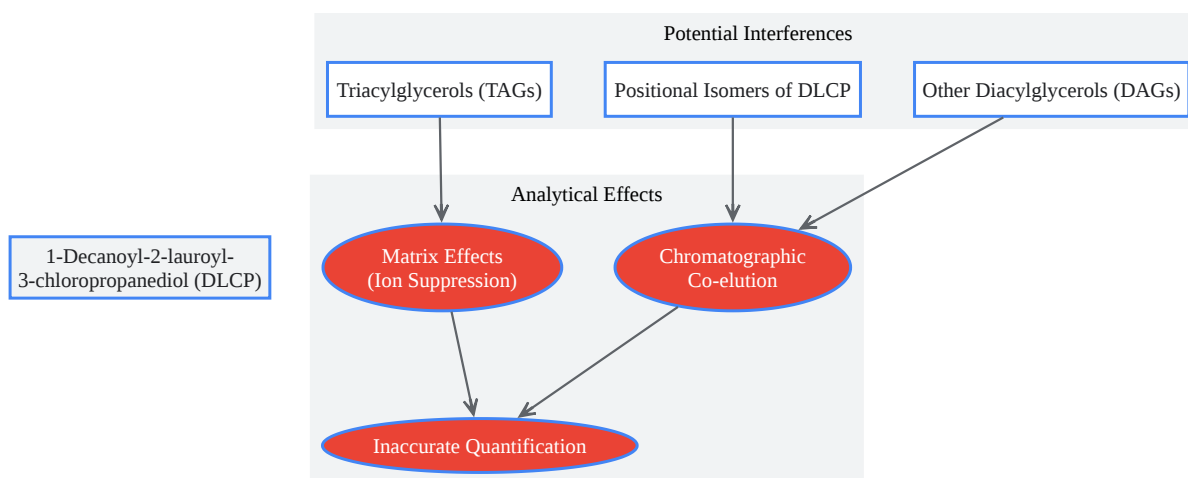 Potential Interferences
Triacylglycerols (TAGs)
Positional Isomers of DLCP
Other Diacylglycerols (DAGs)
Analytical Effects
1-Decanoyl-2-lauroyl-
3-chloropropanediol (DLCP)
Matrix Effects
(Ion Suppression)
Chromatographic
Co-elution
Inaccurate Quantification